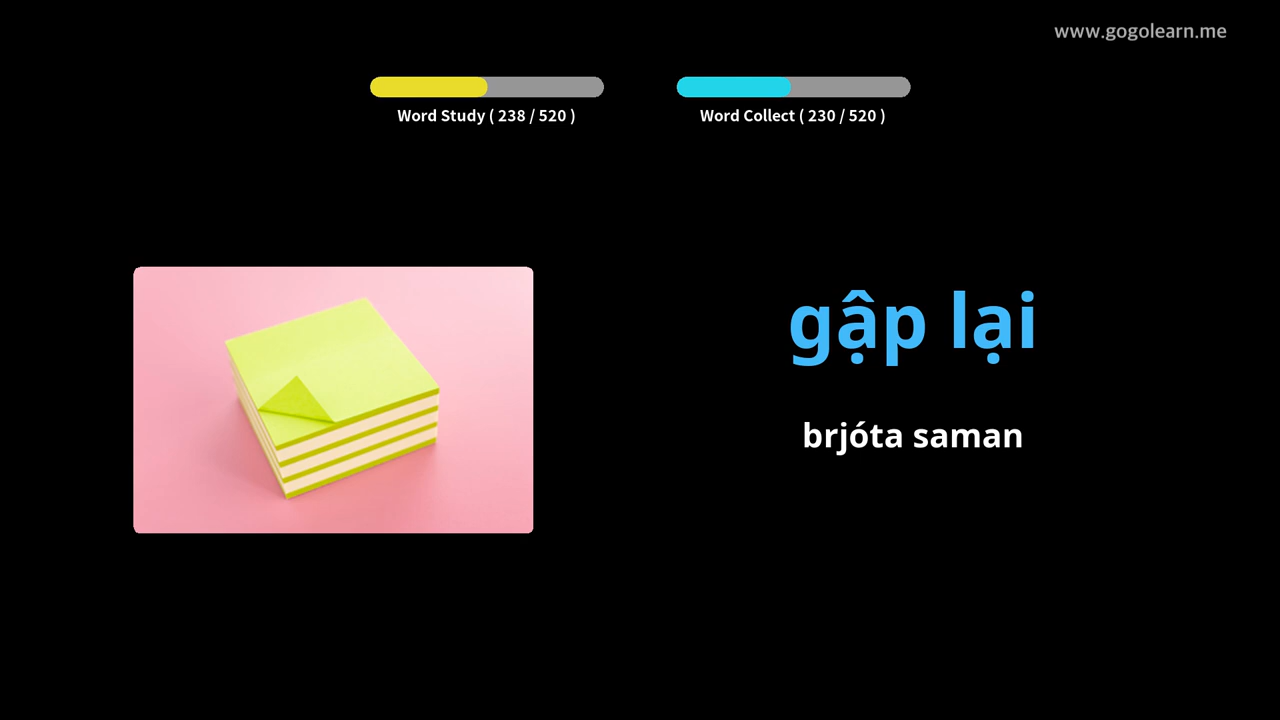 www.gogolearn.me
Word Study ( 238 / 520 )
Word Collect ( 230 / 520 )
gập lại
brjóta saman